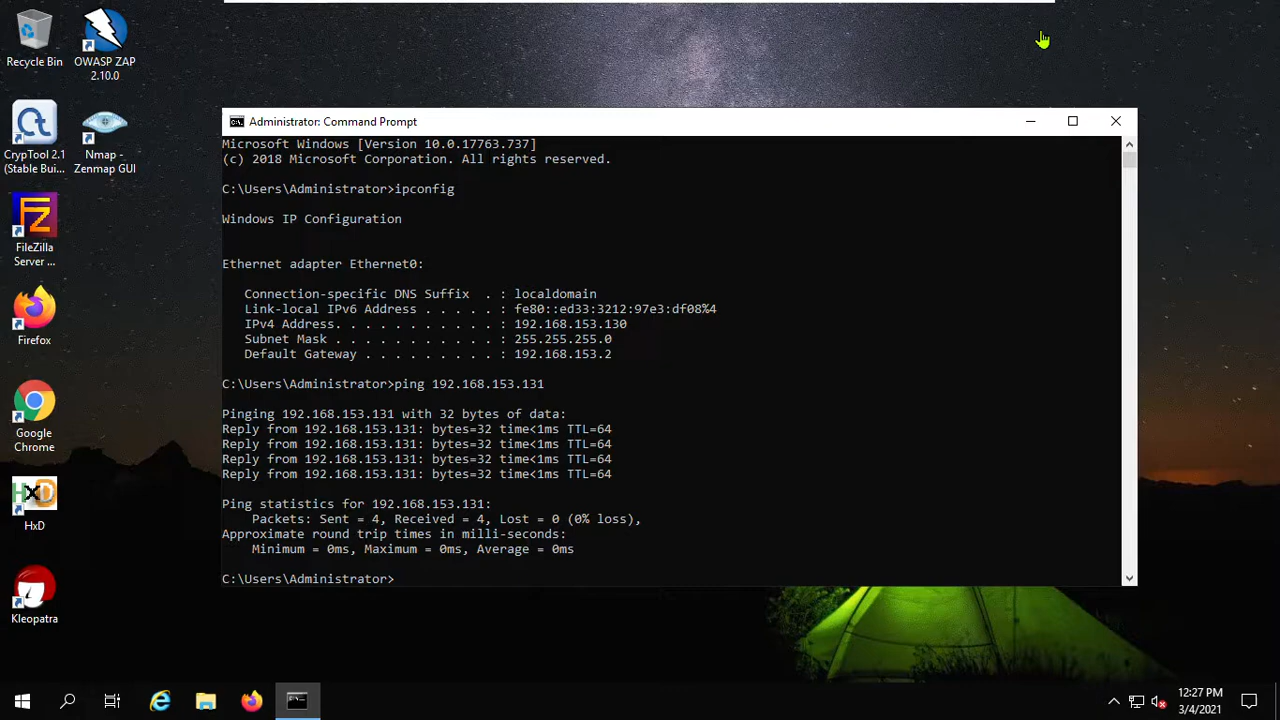 Recycle Bin
OWASP ZAP
2.10.0
CrypTool 2.1
(Stable Bui...
Nmap -
Zenmap GUI
FileZilla
Server ...
Firefox
Google
Chrome
HxD
Kleopatra
Administrator: Command Prompt
Microsoft Windows [Version 10.0.17763.737]
(c) 2018 Microsoft Corporation. All rights reserved.
C:\Users\Administrator>ipconfig
Windows IP Configuration
Ethernet adapter Ethernet0:
Connection-specific DNS Suffix  . : localdomain
Link-local IPv6 Address . . . . . : fe80::ed33:3212:97e3:df08%4
IPv4 Address. . . . . . . . . . . : 192.168.153.130
Subnet Mask . . . . . . . . . . . : 255.255.255.0
Default Gateway . . . . . . . . . : 192.168.153.2
C:\Users\Administrator>ping 192.168.153.131
Pinging 192.168.153.131 with 32 bytes of data:
Reply from 192.168.153.131: bytes=32 time<1ms TTL=64
Reply from 192.168.153.131: bytes=32 time<1ms TTL=64
Reply from 192.168.153.131: bytes=32 time<1ms TTL=64
Reply from 192.168.153.131: bytes=32 time<1ms TTL=64
Ping statistics for 192.168.153.131:
Packets: Sent = 4, Received = 4, Lost = 0 (0% loss),
Approximate round trip times in milli-seconds:
Minimum = 0ms, Maximum = 0ms, Average = 0ms
C:\Users\Administrator>
12:27 PM
3/4/2021